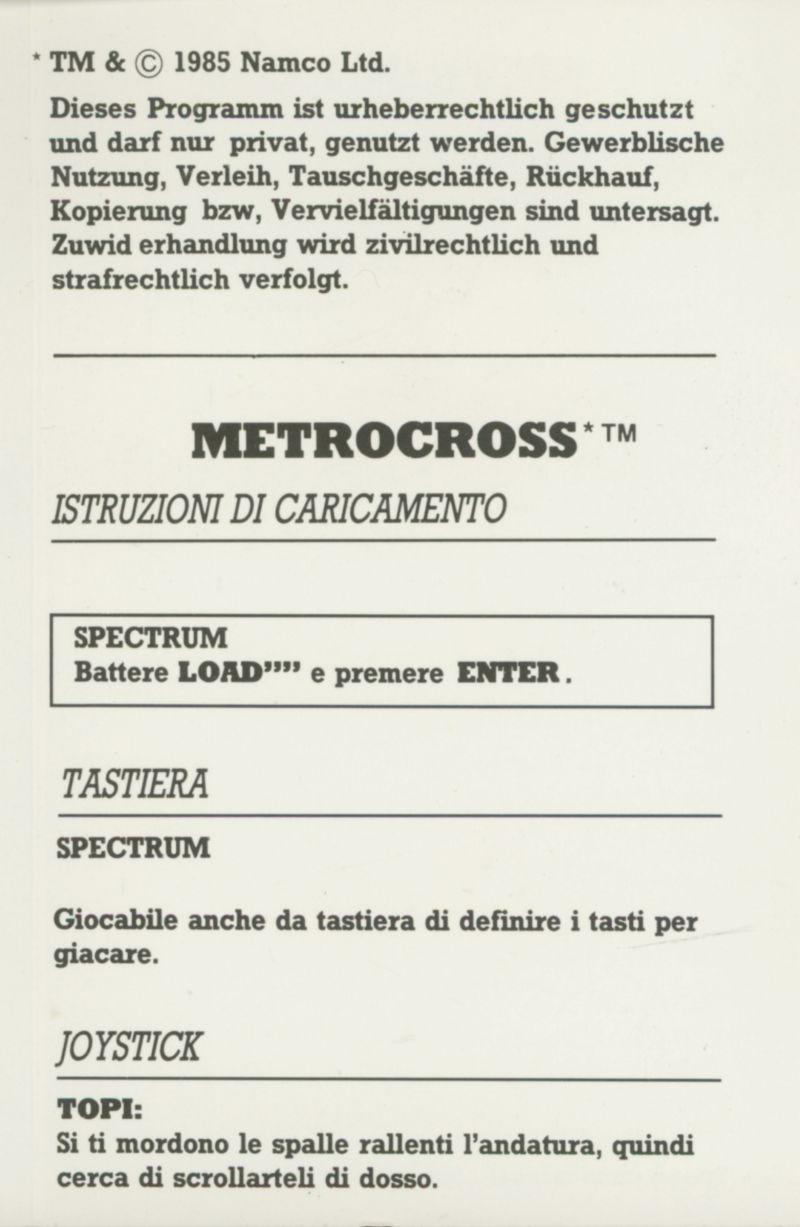 * TM & © 1985 Namco Ltd.
Dieses Programm ist urheberrechtlich geschutzt
und darf nur privat, genutzt werden. Gewerblische
Nutzung, Verleih, Tauschgeschäfte, Rückhauf,
Kopierung bzw, Vervielfältigungen sind untersagt.
Zuwid erhandlung wird zivilrechtlich und
strafrechtlich verfolgt.
METROCROSS*™
ISTRUZIONI DI CARICAMENTO
SPECTRUM
Battere LOAD”” e premere ENTER.
TASTIERA
SPECTRUM
Giocabile anche da tastiera di definire i tasti per
giacare.
JOYSTICK
TOPI:
Si ti mordono le spalle rallenti l'andatura, quindi
cerca di scrollarteli di dosso.